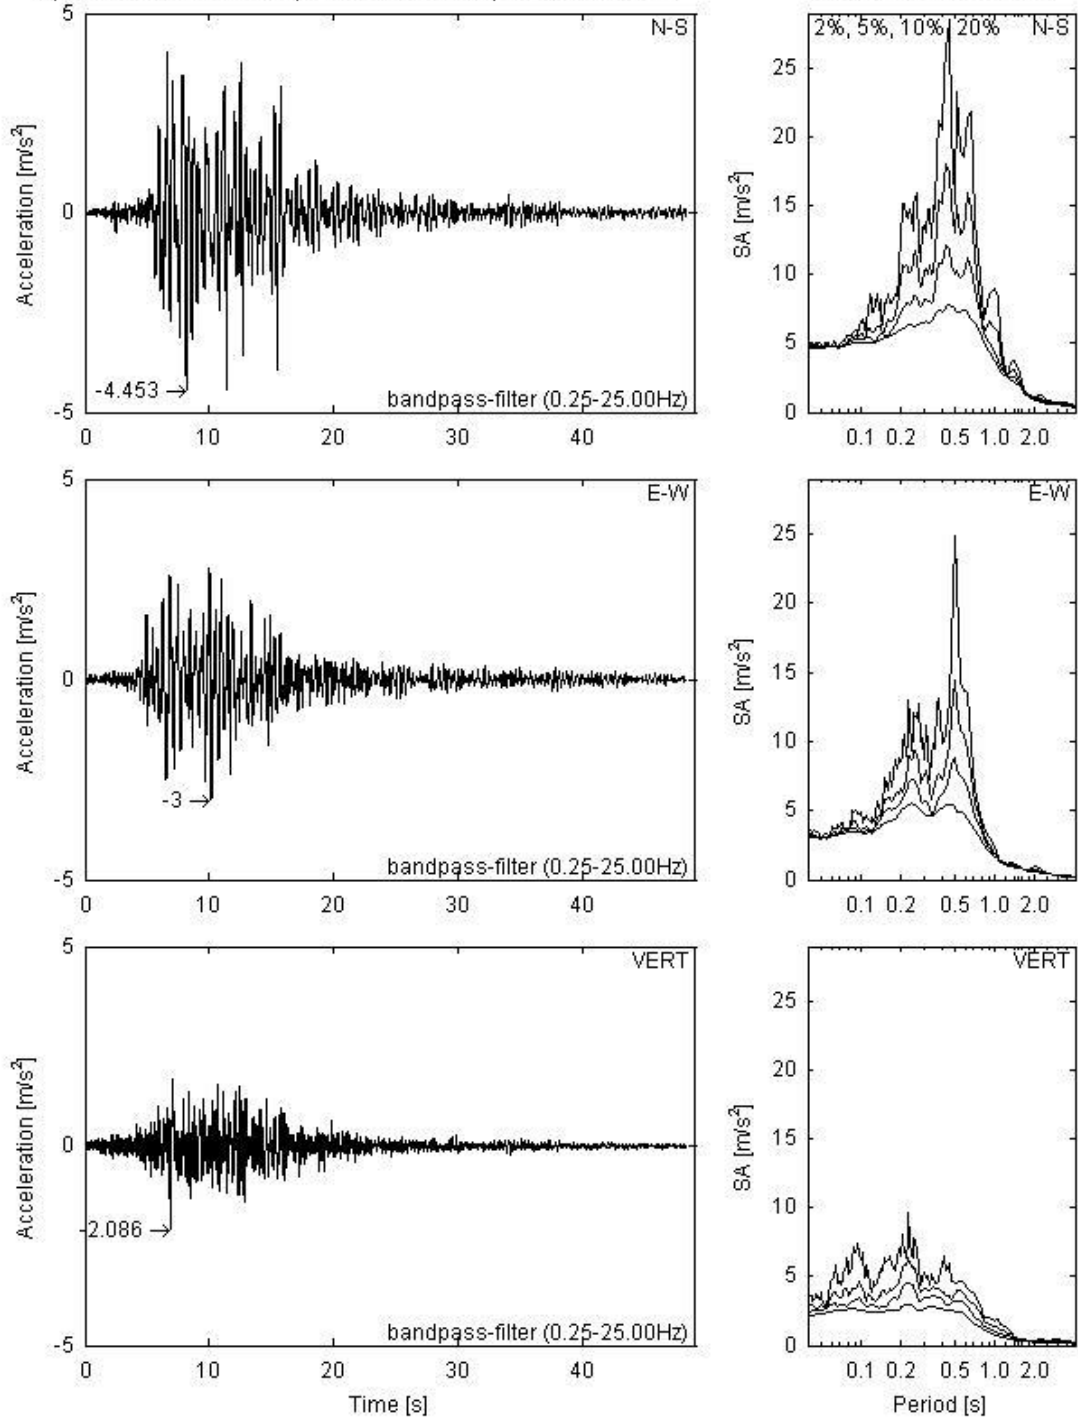 5
N-S
Acceleration [m/s²]
0
-4.453
bandpass-filter (0.25-25.00Hz)
-5
0 10 20 30 40
2%, 5%, 10%, 20% N-S
25
20
SA [m/s²]
15
10
5
0
0.1 0.2 0.5 1.0 2.0
5
E-W
Acceleration [m/s²]
0
-3
bandpass-filter (0.25-25.00Hz)
-5
0 10 20 30 40
E-W
25
20
SA [m/s²]
15
10
5
0
0.1 0.2 0.5 1.0 2.0
5
VERT
Acceleration [m/s²]
0
-2.086
bandpass-filter (0.25-25.00Hz)
-5
0 10 20 30 40
Time [s]
VERT
25
20
SA [m/s²]
15
10
5
0
0.1 0.2 0.5 1.0 2.0
Period [s]